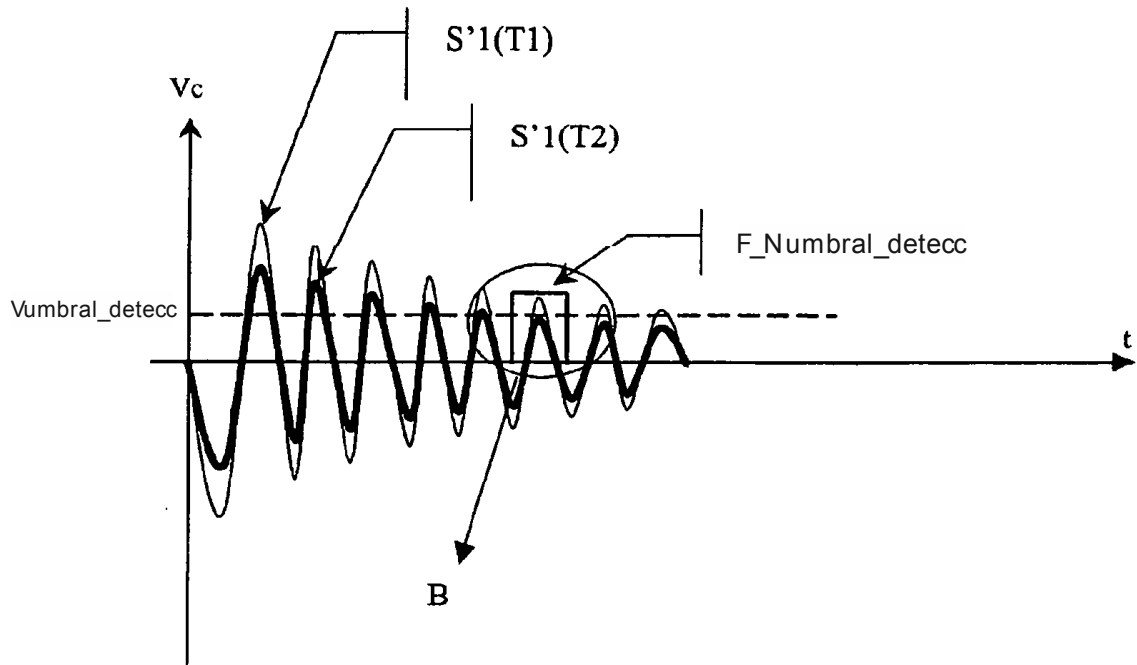 S'1(T1)
Vc
S'1(T2)
F_Numbral_detecc
Vumbral_detecc
t
B